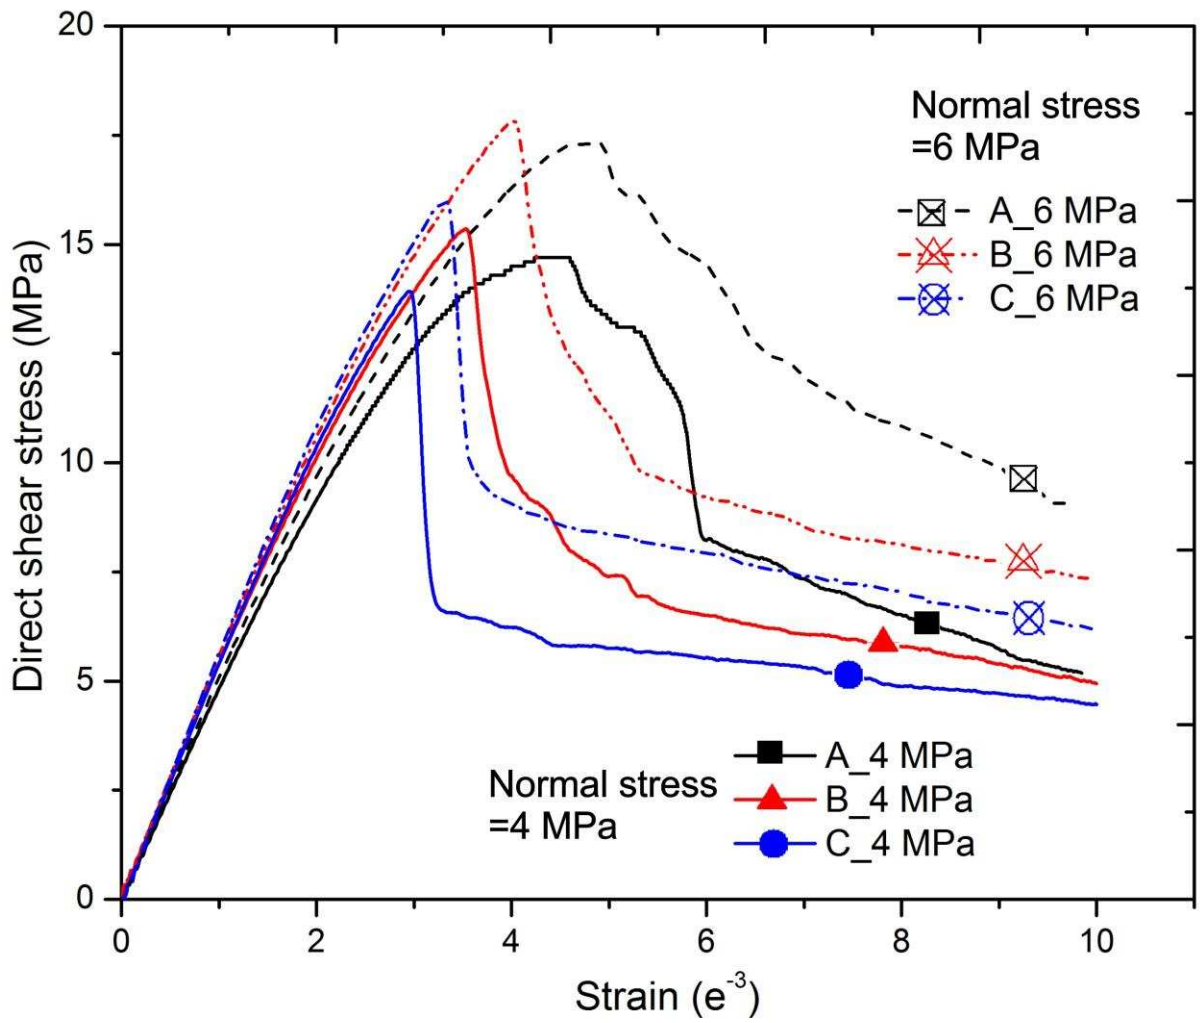 20
15
10
5
0
Direct shear stress (MPa)
Normal stress
=6 MPa
A_6 MPa
B_6 MPa
C_6 MPa
Normal stress
=4 MPa
A_4 MPa
B_4 MPa
C_4 MPa
0 2 4 6 8 10
Strain (e⁻³)